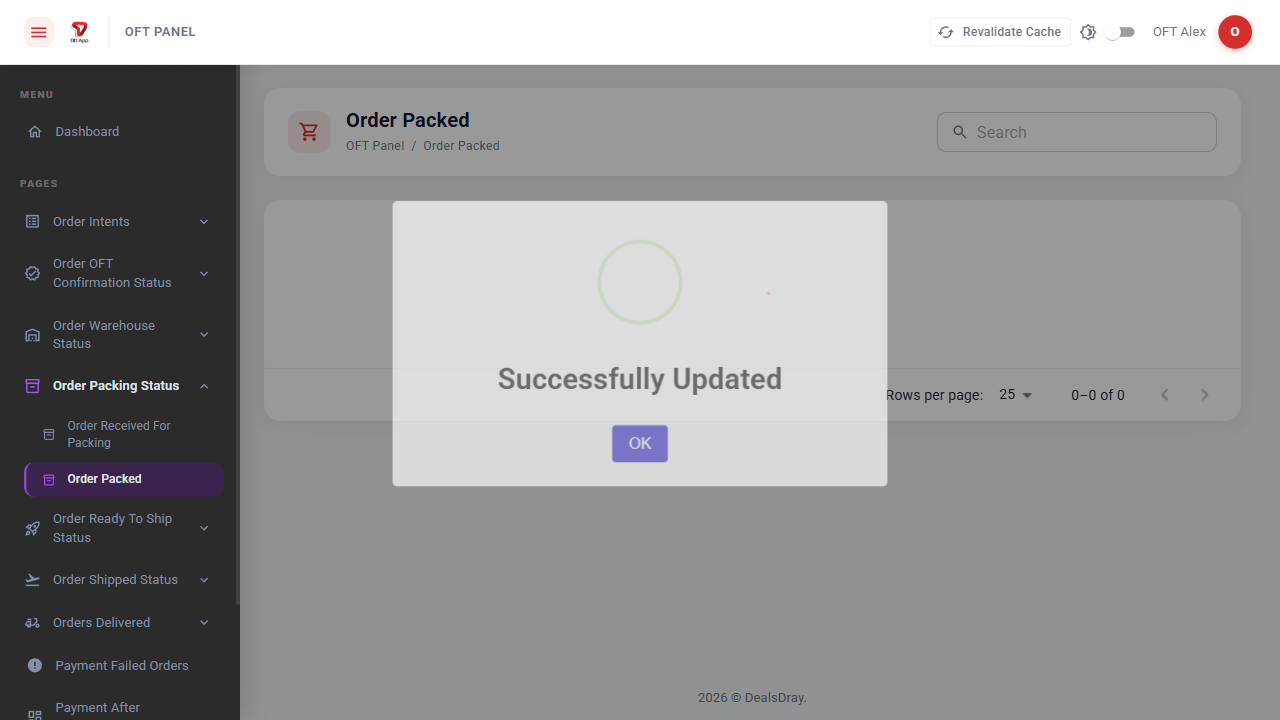 DD App
OFT PANEL
Revalidate Cache
OFT Alex
O
MENU
Dashboard
PAGES
Order Intents
Order OFT
Confirmation Status
Order Warehouse
Status
Order Packing Status
Order Received For
Packing
Order Packed
Order Ready To Ship
Status
Order Shipped Status
Orders Delivered
Payment Failed Orders
Payment After
Order Packed
OFT Panel / Order Packed
Search
Successfully Updated
OK
Rows per page:
25
0–0 of 0
2026 © DealsDray.